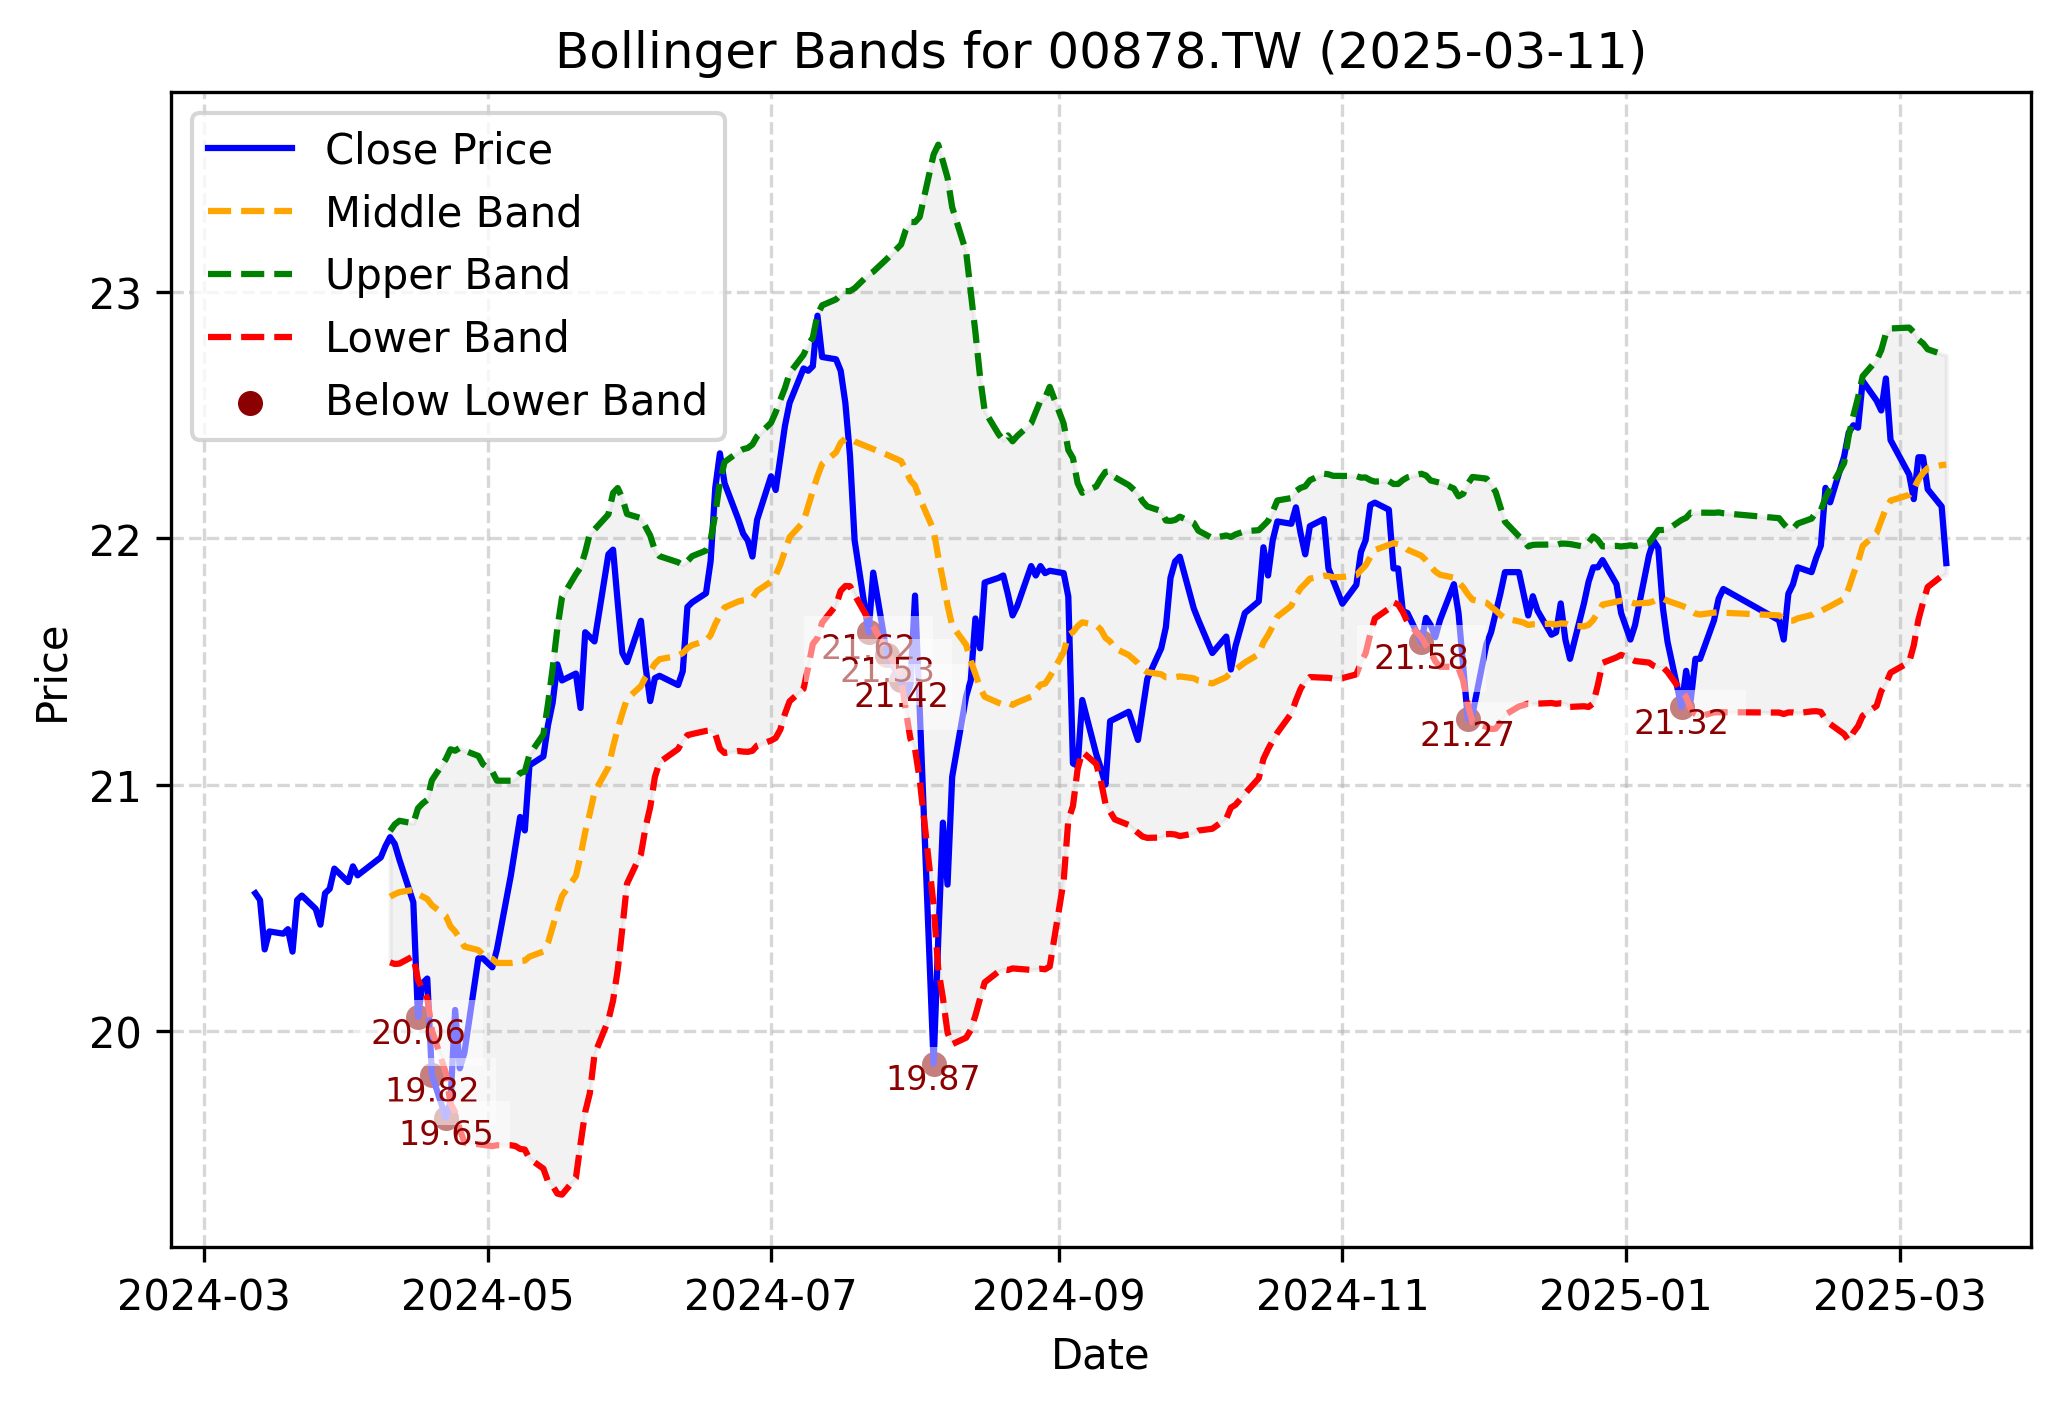 Bollinger Bands for 00878.TW (2025-03-11)
Close Price
Middle Band
Upper Band
Lower Band
Below Lower Band
Price
23
22
21
20
21.62
21.53
21.42
21.58
21.27
21.32
20.06
19.82
19.65
19.87
2024-03
2024-05
2024-07
2024-09
2024-11
2025-01
2025-03
Date